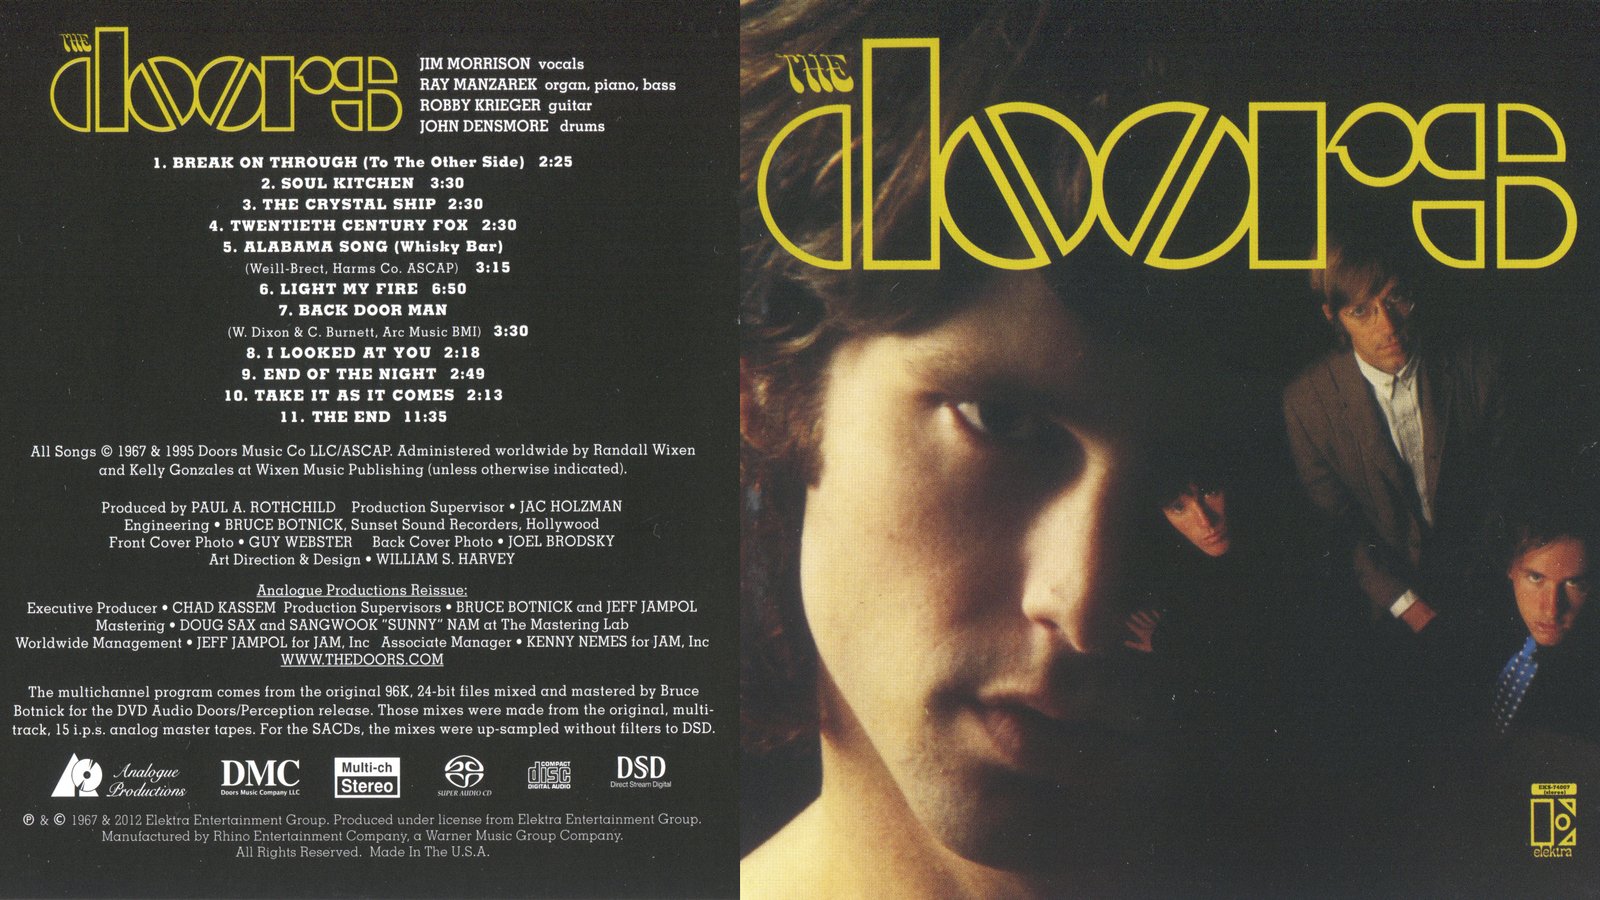 THE
doors
JIM MORRISON vocals
RAY MANZAREK organ, piano, bass
ROBBY KRIEGER guitar
JOHN DENSMORE drums
1. BREAK ON THROUGH (To The Other Side) 2:25
2. SOUL KITCHEN 3:30
3. THE CRYSTAL SHIP 2:30
4. TWENTIETH CENTURY FOX 2:30
5. ALABAMA SONG (Whisky Bar)
(Weill-Brect, Harms Co. ASCAP) 3:15
6. LIGHT MY FIRE 6:50
7. BACK DOOR MAN
(W. Dixon & C. Burnett, Arc Music BMI) 3:30
8. I LOOKED AT YOU 2:18
9. END OF THE NIGHT 2:49
10. TAKE IT AS IT COMES 2:13
11. THE END 11:35
All Songs © 1967 & 1995 Doors Music Co LLC/ASCAP. Administered worldwide by Randall Wixen
and Kelly Gonzales at Wixen Music Publishing (unless otherwise indicated).
Produced by PAUL A. ROTHCHILD Production Supervisor • JAC HOLZMAN
Engineering • BRUCE BOTNICK, Sunset Sound Recorders, Hollywood
Front Cover Photo • GUY WEBSTER Back Cover Photo • JOEL BRODSKY
Art Direction & Design • WILLIAM S. HARVEY
Analogue Productions Reissue:
Executive Producer • CHAD KASSEM Production Supervisors • BRUCE BOTNICK and JEFF JAMPOL
Mastering • DOUG SAX and SANGWOOK "SUNNY" NAM at The Mastering Lab
Worldwide Management • JEFF JAMPOL for JAM, Inc Associate Manager • KENNY NEMES for JAM, Inc
WWW.THEDOORS.COM
The multichannel program comes from the original 96K, 24-bit files mixed and mastered by Bruce
Botnick for the DVD Audio Doors/Perception release. Those mixes were made from the original, multi-
track, 15 i.p.s. analog master tapes. For the SACDs, the mixes were up-sampled without filters to DSD.
Analogue
Productions
DMC
Doors Music Company LLC
Multi-ch
Stereo
SUPER AUDIO CD
COMPACT
disc
DIGITAL AUDIO
DSD
Direct Stream Digital
℗ & © 1967 & 2012 Elektra Entertainment Group. Produced under license from Elektra Entertainment Group.
Manufactured by Rhino Entertainment Company, a Warner Music Group Company.
All Rights Reserved. Made In The U.S.A.
THE
doors
EKS-74007
(stereo)
elektra